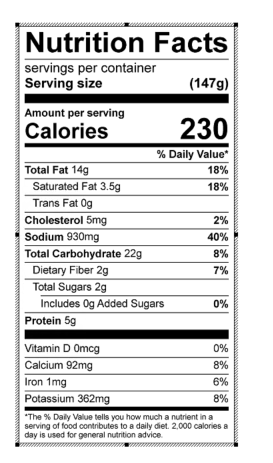 Nutrition Facts
servings per container
Serving size (147g)
Amount per serving
Calories 230
% Daily Value*
Total Fat 14g 18%
Saturated Fat 3.5g 18%
Trans Fat 0g
Cholesterol 5mg 2%
Sodium 930mg 40%
Total Carbohydrate 22g 8%
Dietary Fiber 2g 7%
Total Sugars 2g
Includes 0g Added Sugars 0%
Protein 5g
Vitamin D 0mcg 0%
Calcium 92mg 8%
Iron 1mg 6%
Potassium 362mg 8%
*The % Daily Value tells you how much a nutrient in a
serving of food contributes to a daily diet. 2,000 calories a
day is used for general nutrition advice.